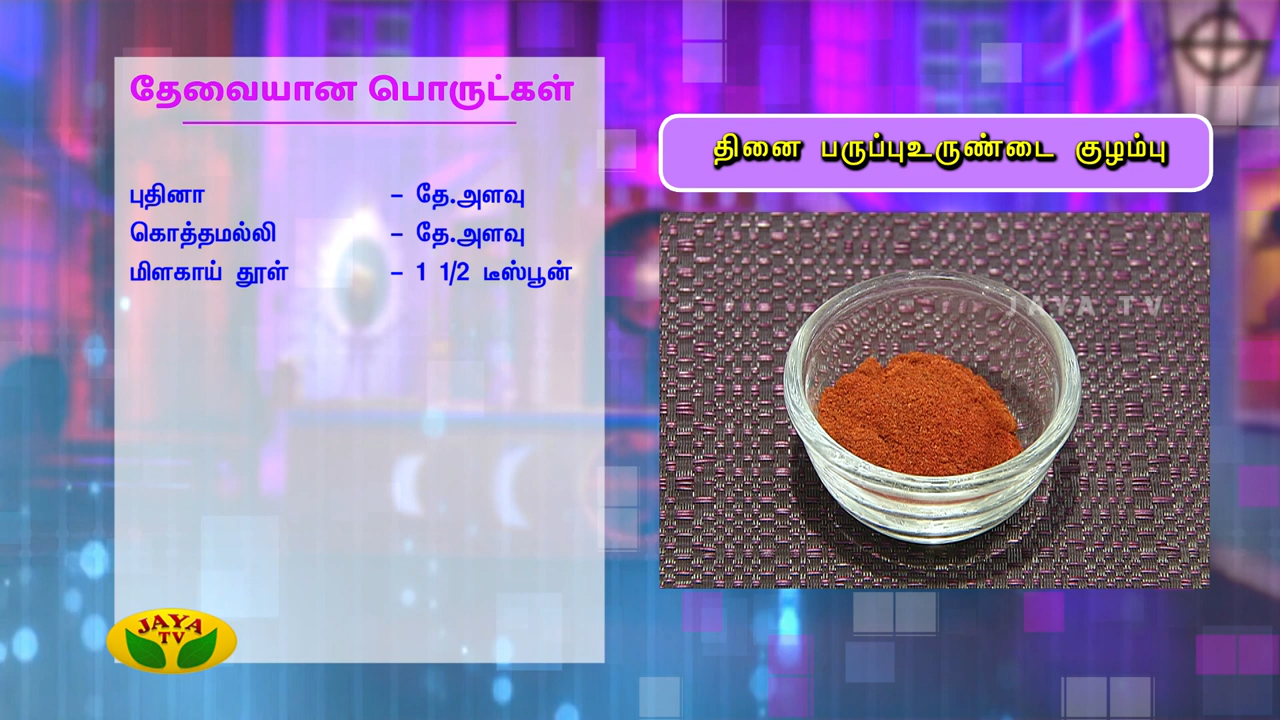 தேவையான பொருட்கள்
புதினா – தே.அளவு
கொத்தமல்லி – தே.அளவு
மிளகாய் தூள் – 1 1/2 டீஸ்பூன்
தினை பருப்புஉருண்டை குழம்பு
JAYA TV
JAYA
TV